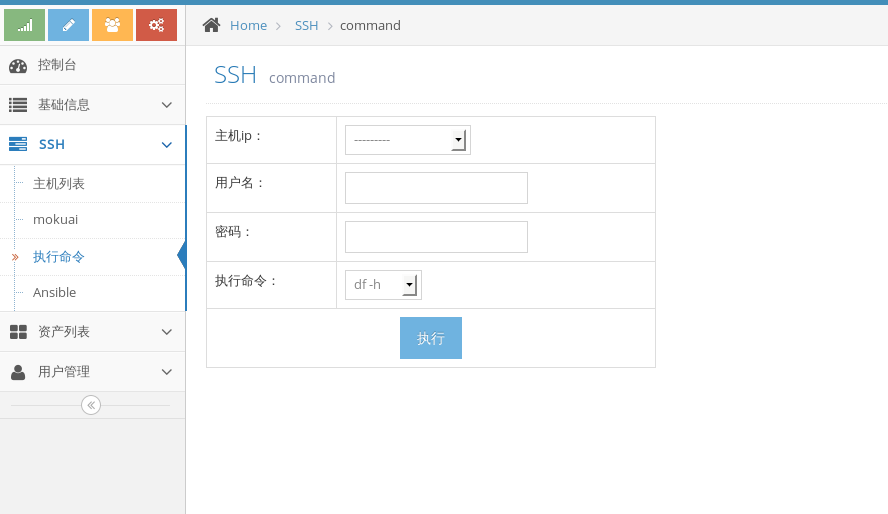 Home SSH command
控制台
基础信息
SSH
主机列表
mokuai
执行命令
Ansible
资产列表
用户管理
SSH command
主机ip： ---------
用户名：
密码：
执行命令： df -h
执行